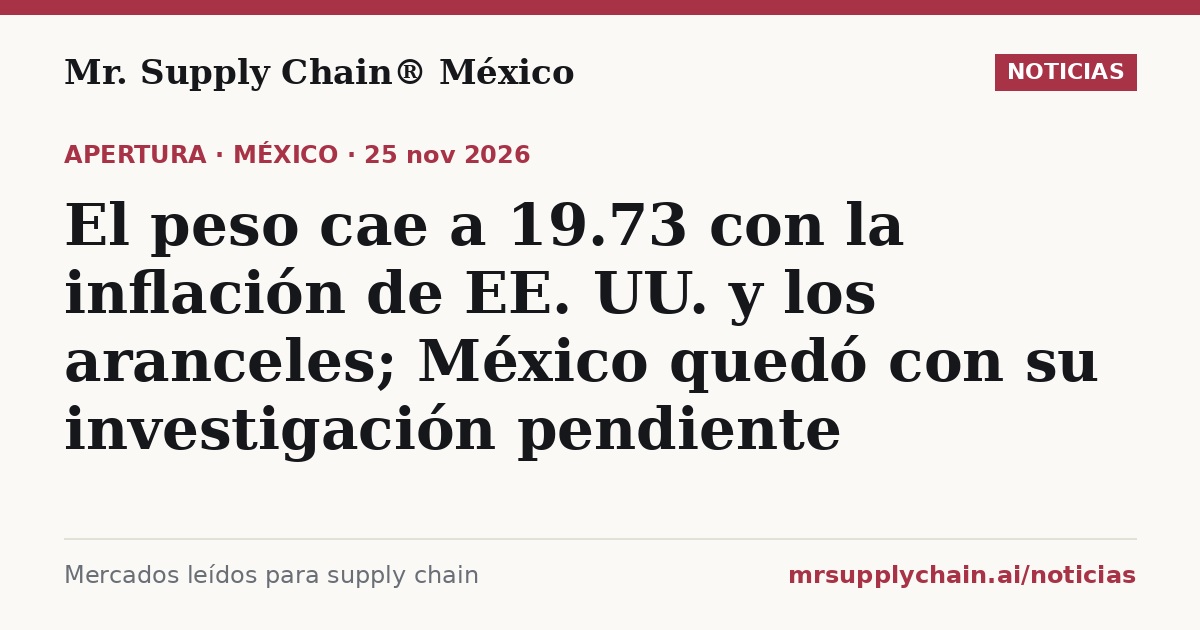 Mr. Supply Chain® México
NOTICIAS
APERTURA · MÉXICO · 25 nov 2026
El peso cae a 19.73 con la
inflación de EE. UU. y los
aranceles; México quedó con su
investigación pendiente
Mercados leídos para supply chain
mrsupplychain.ai/noticias